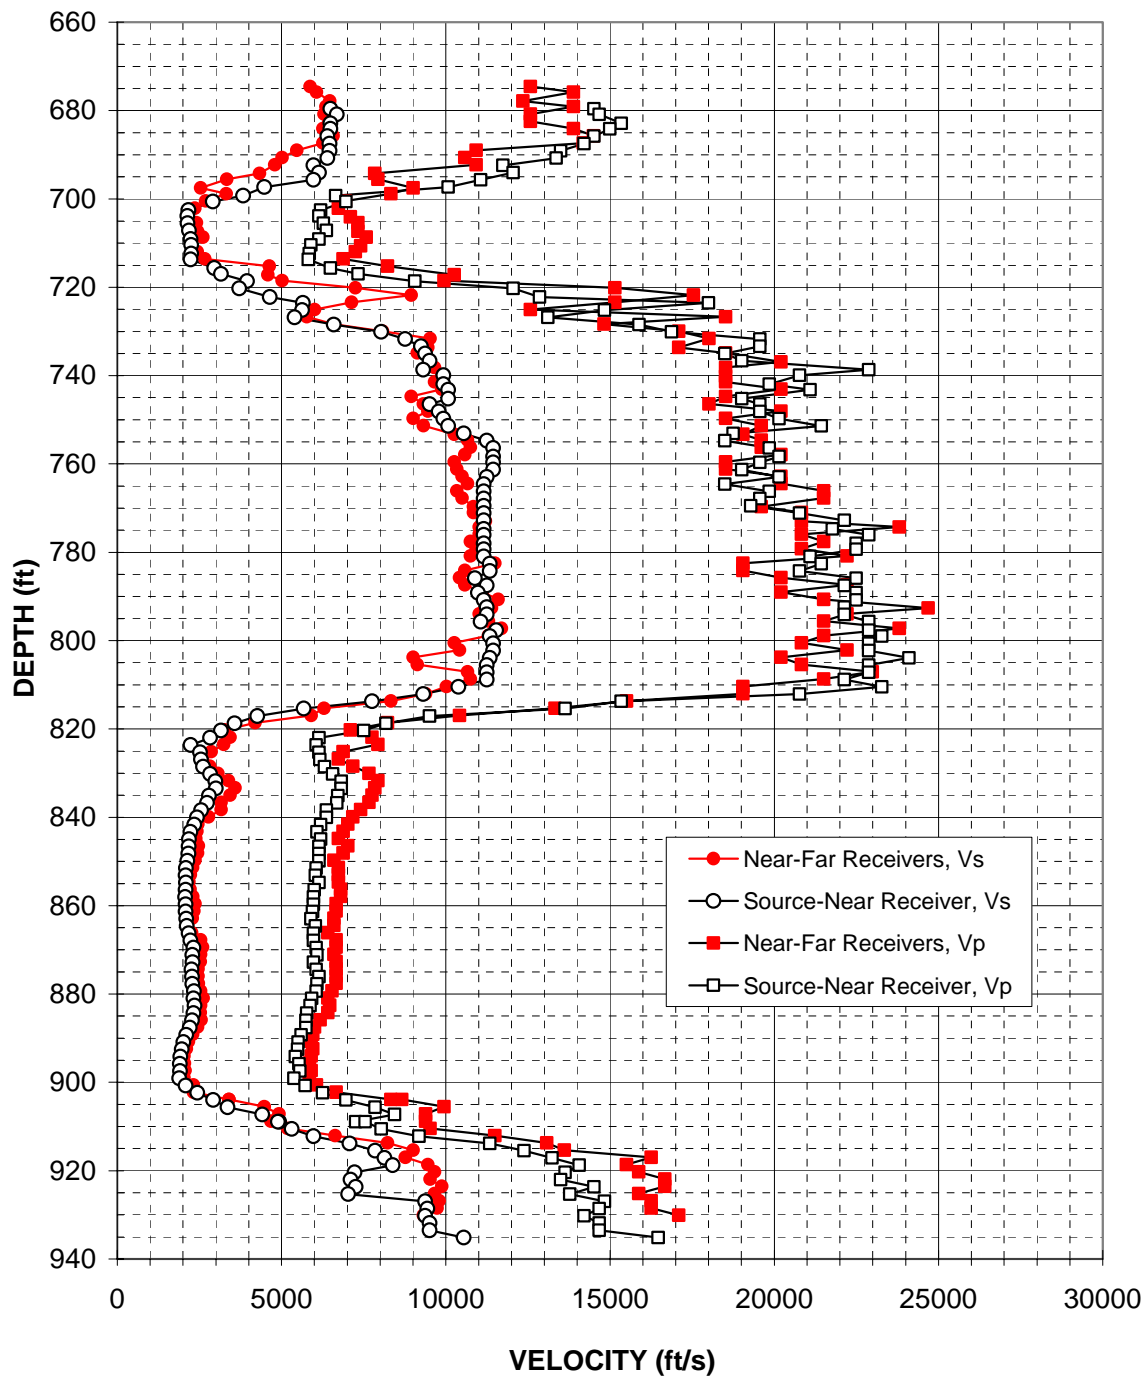 660
680
700
720
740
760
780
800
820
840
860
880
900
920
940
DEPTH (ft)
Near-Far Receivers, Vs
Source-Near Receiver, Vs
Near-Far Receivers, Vp
Source-Near Receiver, Vp
0 5000 10000 15000 20000 25000 30000
VELOCITY (ft/s)